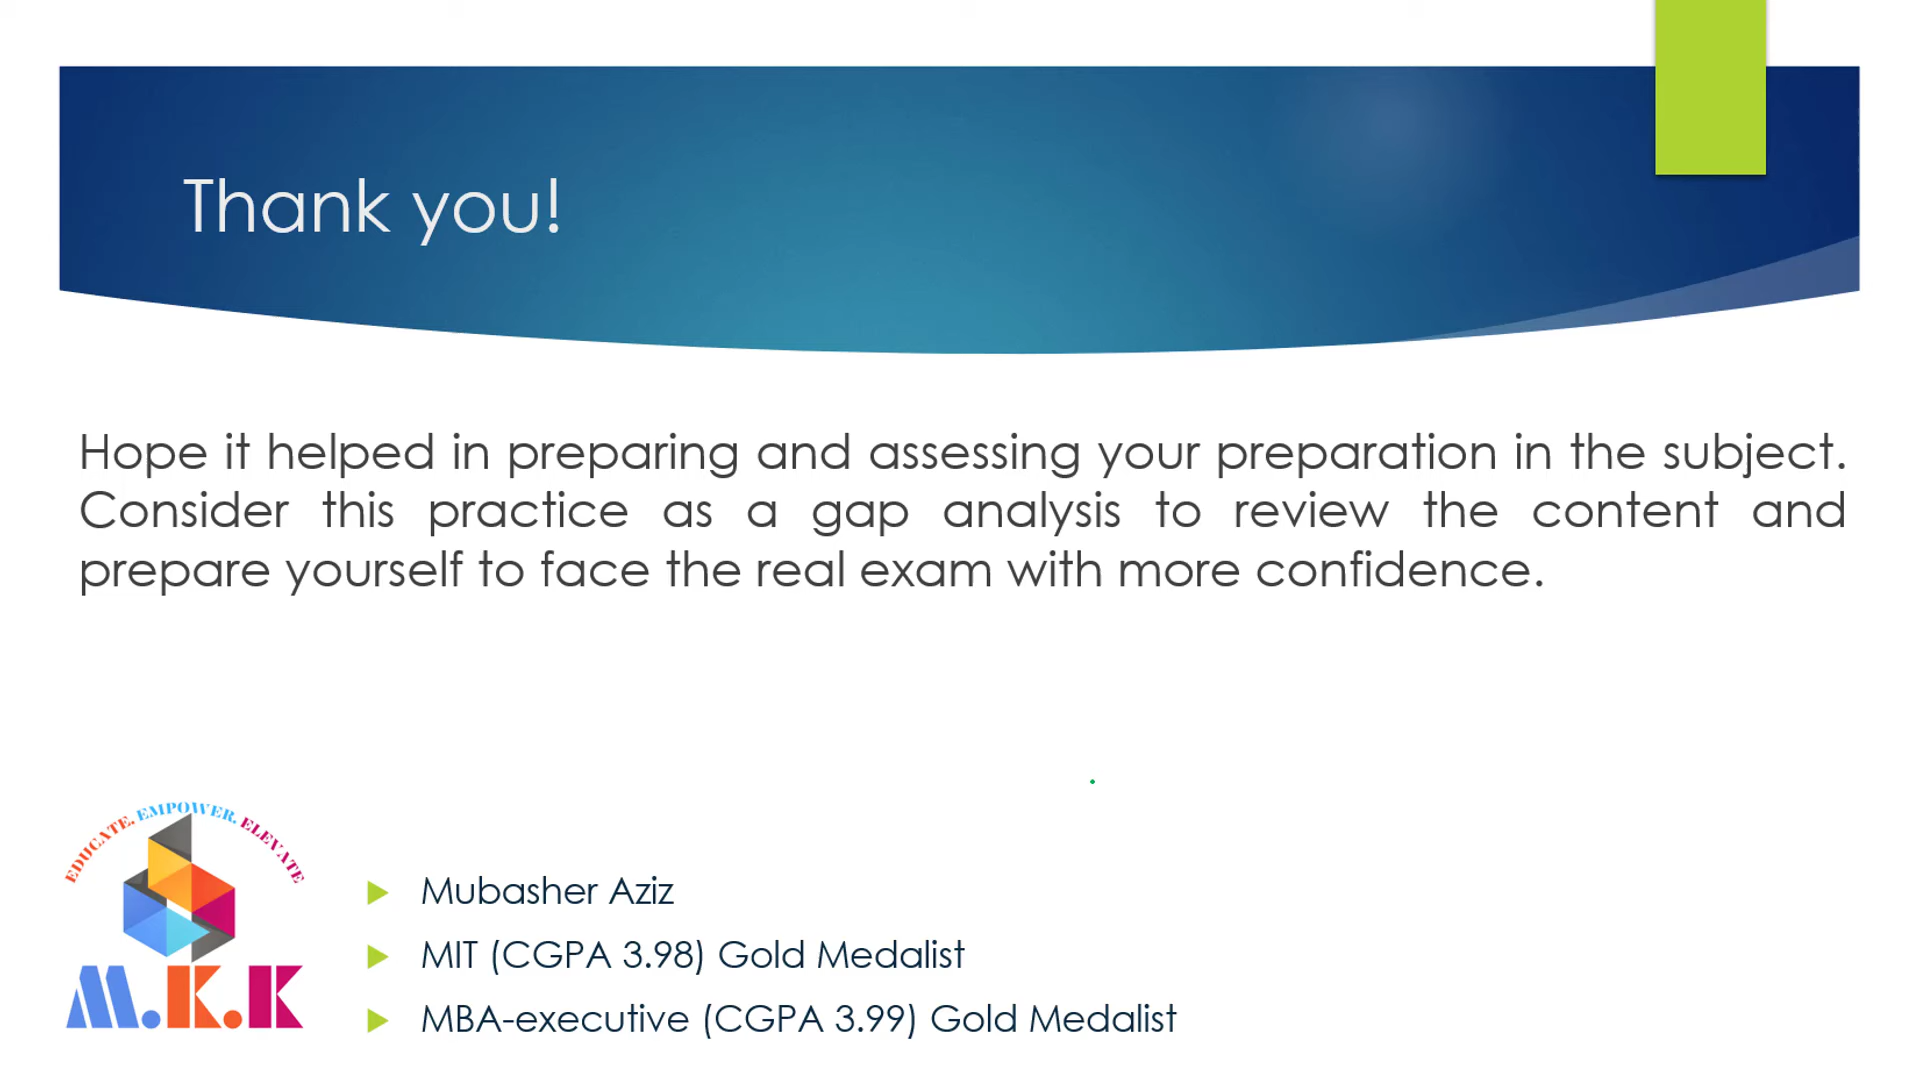 Thank you!
Hope it helped in preparing and assessing your preparation in the subject.
Consider this practice as a gap analysis to review the content and
prepare yourself to face the real exam with more confidence.
EDUCATE. EMPOWER. ELEVATE
M.K.K
Mubasher Aziz
MIT (CGPA 3.98) Gold Medalist
MBA-executive (CGPA 3.99) Gold Medalist